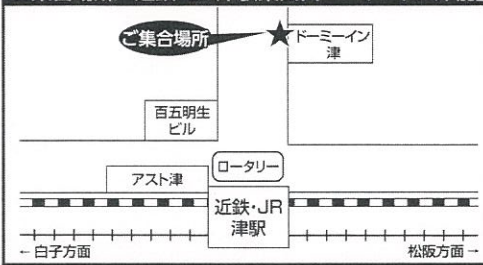 ご集合場所
ドーミーイン
津
百五明生
ビル
ロータリー
アスト津
近鉄・JR
津駅
←白子方面
松阪方面→